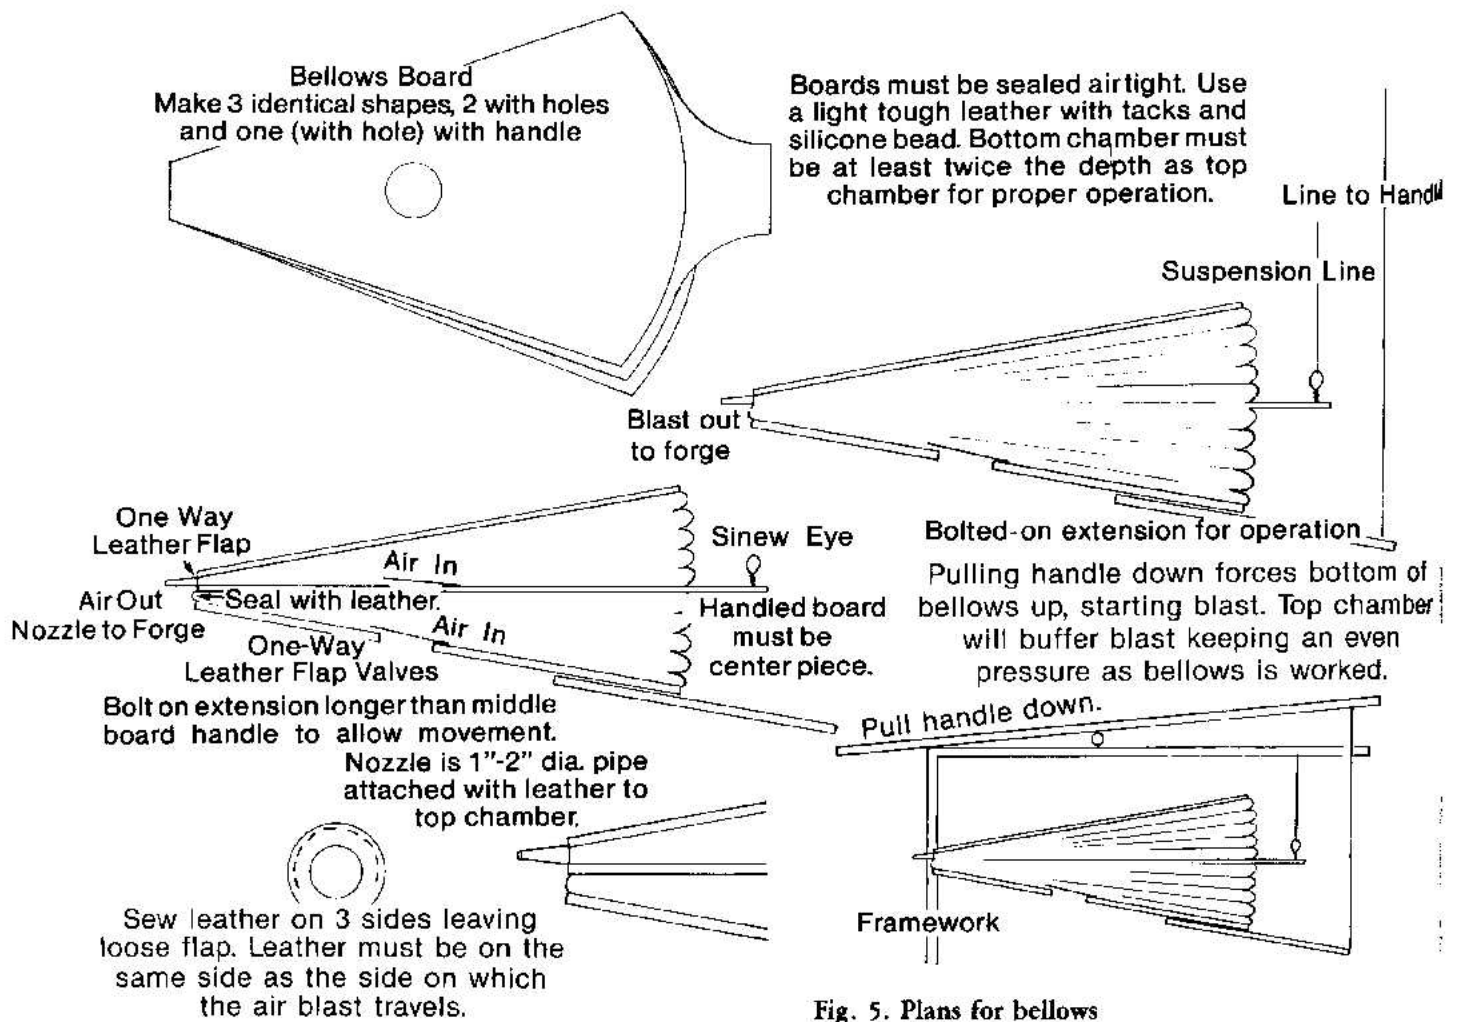 Bellows Board
Make 3 identical shapes, 2 with holes
and one (with hole) with handle
Boards must be sealed airtight. Use
a light tough leather with tacks and
silicone bead. Bottom chamber must
be at least twice the depth as top
chamber for proper operation.
Line to Handl
Suspension Line
Blast out
to forge
Bolted-on extension for operation
Pulling handle down forces bottom of
bellows up, starting blast. Top chamber
will buffer blast keeping an even
pressure as bellows is worked.
One Way
Leather Flap
Air In
Sinew Eye
Air Out
Nozzle to Forge
Seal with leather.
Air In
Handled board
must be
center piece.
One-Way
Leather Flap Valves
Bolt on extension longer than middle
board handle to allow movement.
Nozzle is 1"-2" dia. pipe
attached with leather to
top chamber.
Pull handle down.
Framework
Sew leather on 3 sides leaving
loose flap. Leather must be on the
same side as the side on which
the air blast travels.
Fig. 5. Plans for bellows